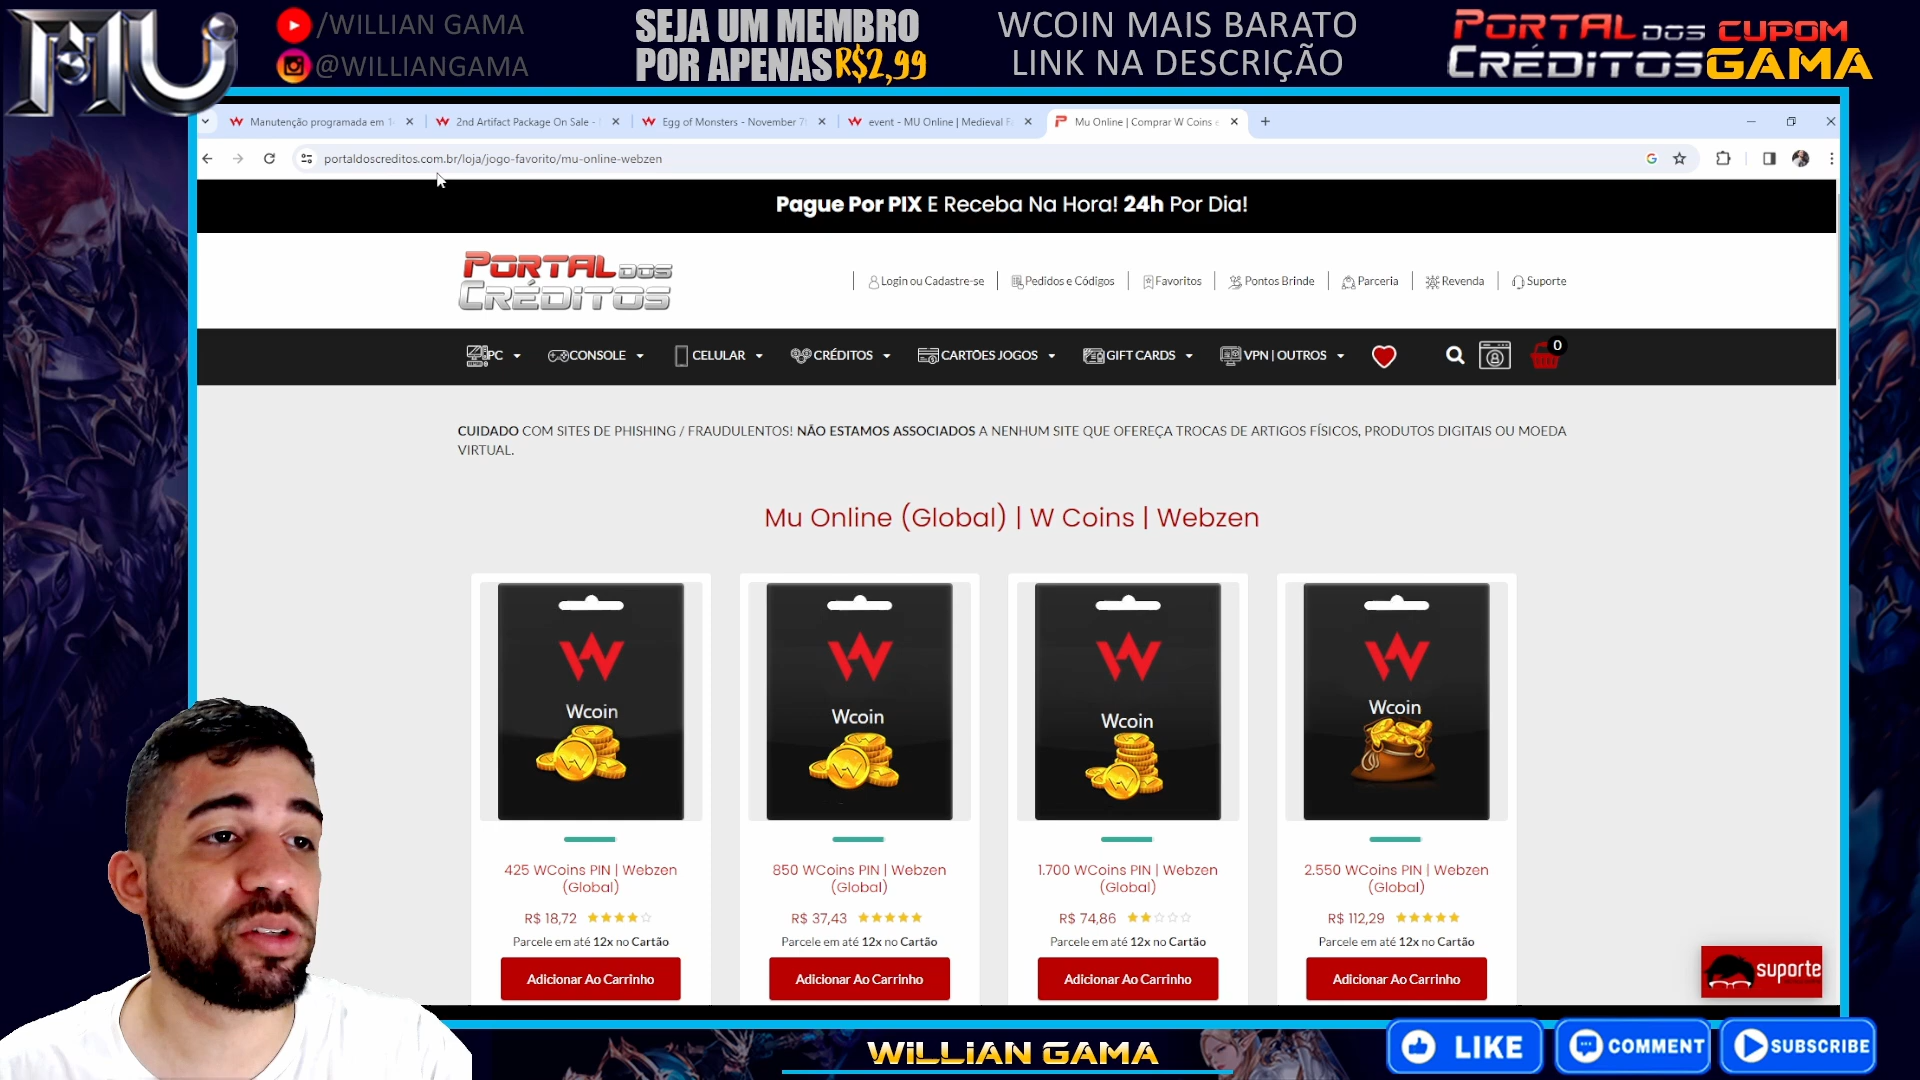 MU
/WILLIAN GAMA
@WILLIANGAMA
SEJA UM MEMBRO
POR APENAS R$2,99
WCOIN MAIS BARATO
LINK NA DESCRIÇÃO
PORTAL DOS
CRÉDITOS
CUPOM
GAMA
Manutenção programada em
2nd Artifact Package On Sale -
Egg of Monsters - November
event - MU Online | Medieval
Mu Online | Comprar W Coins
portaldoscreditos.com.br/loja/jogo-favorito/mu-online-webzen
Pague Por PIX E Receba Na Hora! 24h Por Dia!
PORTAL DOS
CRÉDITOS
Login ou Cadastre-se
Pedidos e Códigos
Favoritos
Pontos Brinde
Parceria
Revenda
Suporte
PC
CONSOLE
CELULAR
CRÉDITOS
CARTÕES JOGOS
GIFT CARDS
VPN | OUTROS
0
CUIDADO COM SITES DE PHISHING / FRAUDULENTOS! NÃO ESTAMOS ASSOCIADOS A NENHUM SITE QUE OFEREÇA TROCAS DE ARTIGOS FÍSICOS, PRODUTOS DIGITAIS OU MOEDA
VIRTUAL.
Mu Online (Global) | W Coins | Webzen
Wcoin
Wcoin
Wcoin
Wcoin
425 WCoins PIN | Webzen
(Global)
R$ 18,72
Parcele em até 12x no Cartão
Adicionar Ao Carrinho
850 WCoins PIN | Webzen
(Global)
R$ 37,43
Parcele em até 12x no Cartão
Adicionar Ao Carrinho
1.700 WCoins PIN | Webzen
(Global)
R$ 74,86
Parcele em até 12x no Cartão
Adicionar Ao Carrinho
2.550 WCoins PIN | Webzen
(Global)
R$ 112,29
Parcele em até 12x no Cartão
Adicionar Ao Carrinho
suporte
WILLIAN GAMA
LIKE
COMMENT
SUBSCRIBE